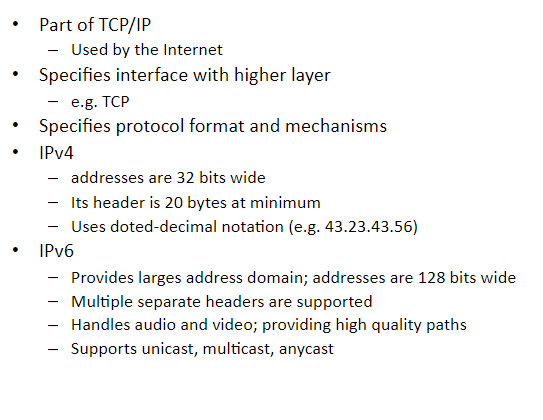 • Part of TCP/IP
– Used by the Internet
• Specifies interface with higher layer
– e.g. TCP
• Specifies protocol format and mechanisms
• IPv4
– addresses are 32 bits wide
– Its header is 20 bytes at minimum
– Uses doted-decimal notation (e.g. 43.23.43.56)
• IPv6
– Provides larges address domain; addresses are 128 bits wide
– Multiple separate headers are supported
– Handles audio and video; providing high quality paths
– Supports unicast, multicast, anycast